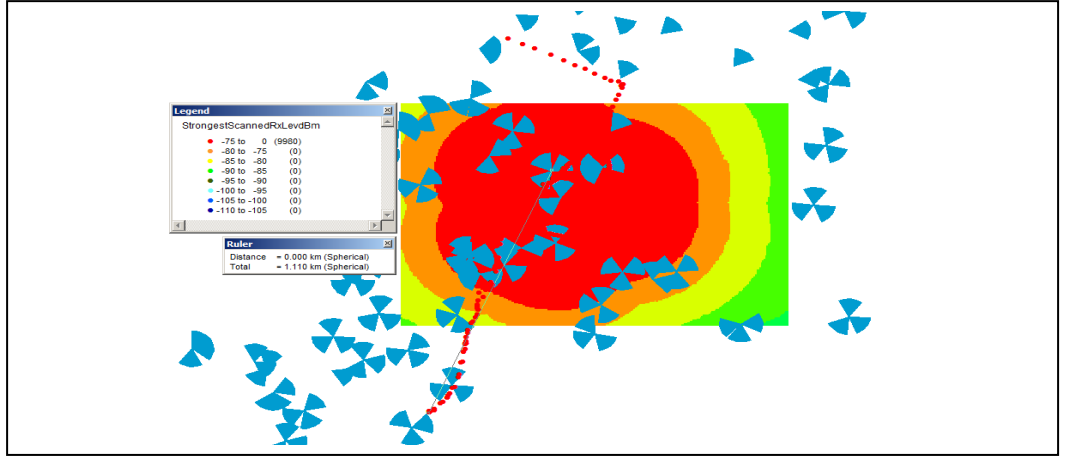 Legend
StrongestScannedRxLevdBm
-75 to 0 (9980)
-80 to -75 (0)
-85 to -80 (0)
-90 to -85 (0)
-95 to -90 (0)
-100 to -95 (0)
-105 to -100 (0)
-110 to -105 (0)
Ruler
Distance = 0.000 km (Spherical)
Total = 1.110 km (Spherical)